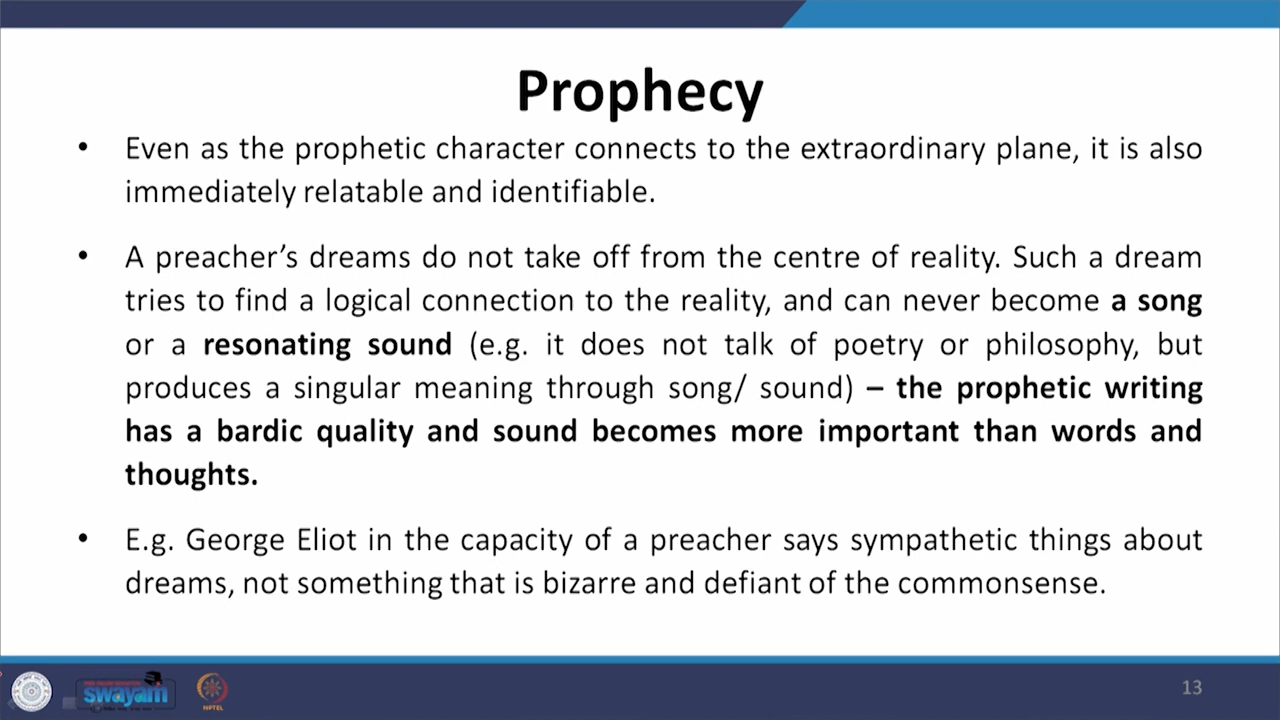 Prophecy
• Even as the prophetic character connects to the extraordinary plane, it is also
immediately relatable and identifiable.
• A preacher’s dreams do not take off from the centre of reality. Such a dream
tries to find a logical connection to the reality, and can never become a song
or a resonating sound (e.g. it does not talk of poetry or philosophy, but
produces a singular meaning through song/ sound) – the prophetic writing
has a bardic quality and sound becomes more important than words and
thoughts.
• E.g. George Eliot in the capacity of a preacher says sympathetic things about
dreams, not something that is bizarre and defiant of the commonsense.
swayam
NPTEL
13